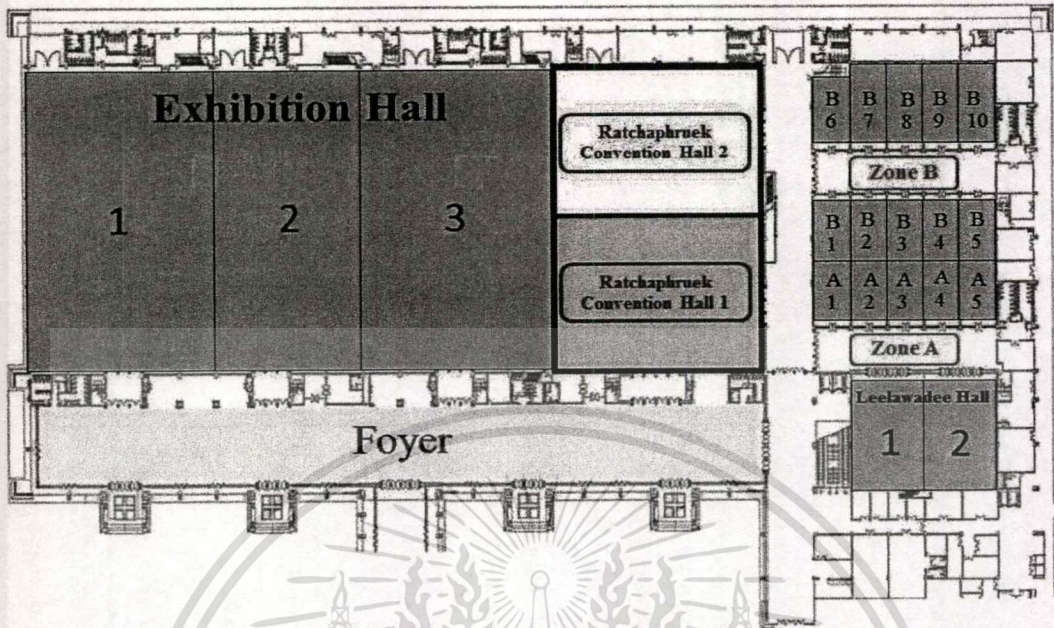 Exhibition Hall
1
2
3
Ratchaphruek
Convention Hall 2
Ratchaphruek
Convention Hall 1
Foyer
B B B B B
6 7 8 9 10
Zone B
B B B B B
1 2 3 4 5
A A A A A
1 2 3 4 5
Zone A
Leelawadee Hall
1 2